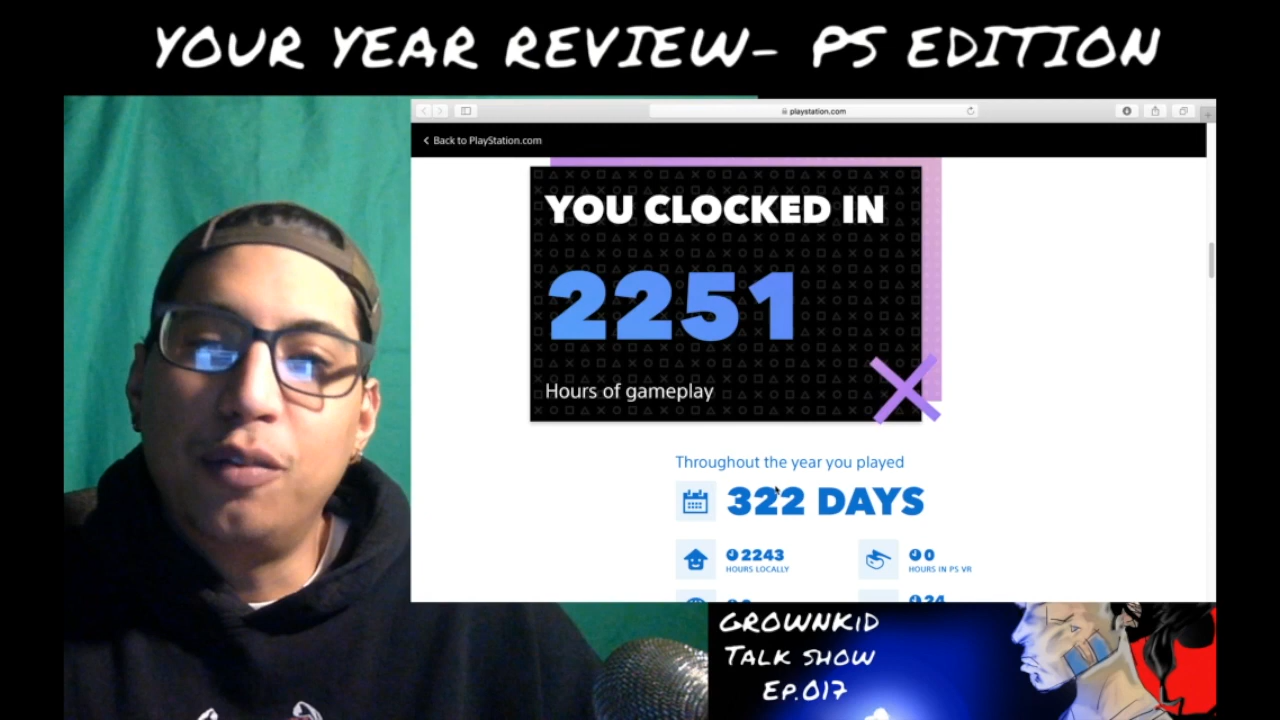 YOUR YEAR REVIEW- PS EDITION
playstation.com
Back to PlayStation.com
YOU CLOCKED IN
2251
Hours of gameplay
Throughout the year you played
322 DAYS
2243
HOURS LOCALLY
0
HOURS IN PS VR
24
GROWNKID
TALK SHOW
EP.017